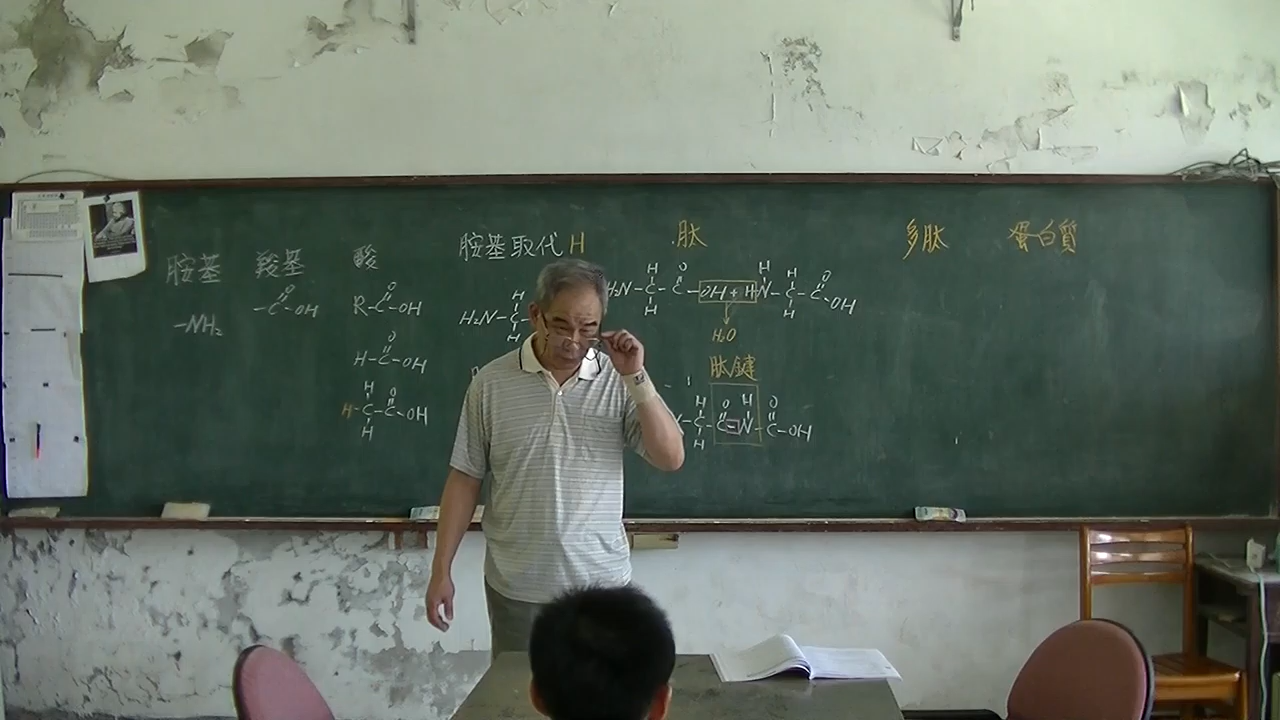 胺基 羧基 酸 胺基取代H 肽 多肽 蛋白質
-NH₂
O
-C-OH
O
R-C-OH
O
H-C-OH
H O
H-C-C-OH
H
H
H₂N-C-
H
H O H H O
H₂N-C-C-OH + HN-C-C-OH
H H
H₂O
肽鍵
H O H O
-C-C-N-C-OH
H